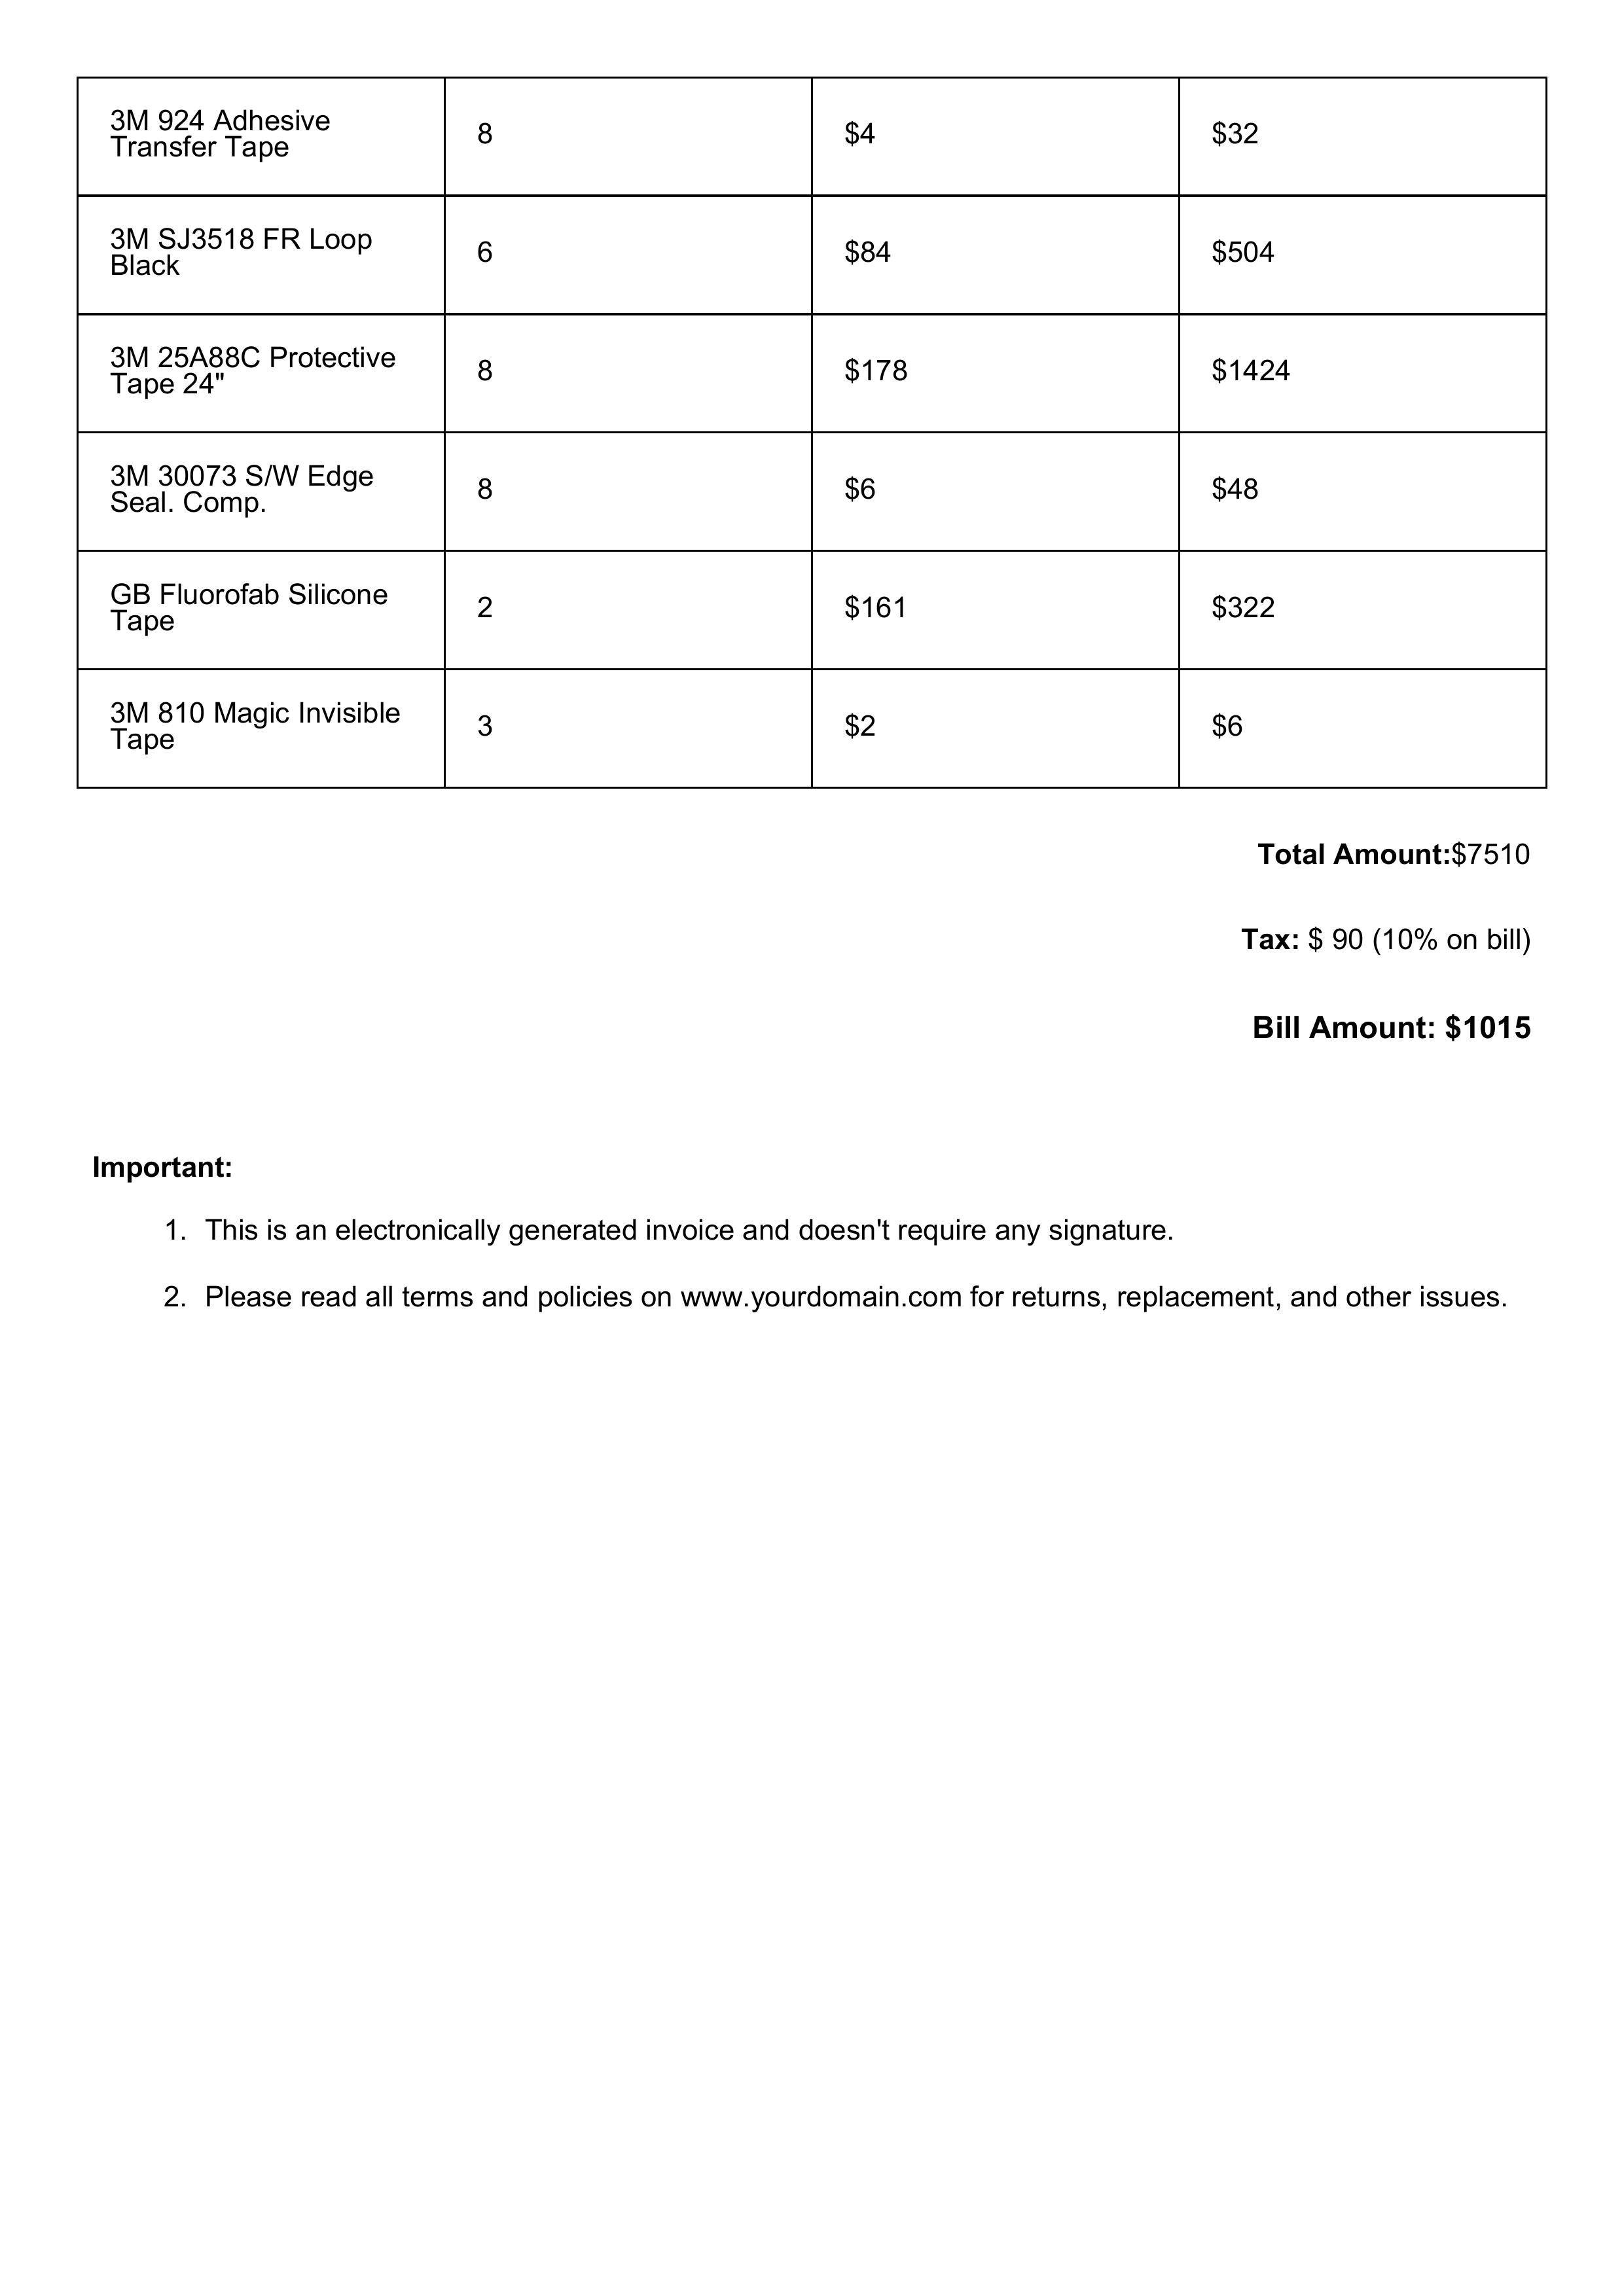 3M 924 Adhesive
Transfer Tape
8
$4
$32
3M SJ3518 FR Loop
Black
6
$84
$504
3M 25A88C Protective
Tape 24"
8
$178
$1424
3M 30073 S/W Edge
Seal. Comp.
8
$6
$48
GB Fluorofab Silicone
Tape
2
$161
$322
3M 810 Magic Invisible
Tape
3
$2
$6
Total Amount:$7510
Tax: $ 90 (10% on bill)
Bill Amount: $1015
Important:
1. This is an electronically generated invoice and doesn't require any signature.
2. Please read all terms and policies on www.yourdomain.com for returns, replacement, and other issues.